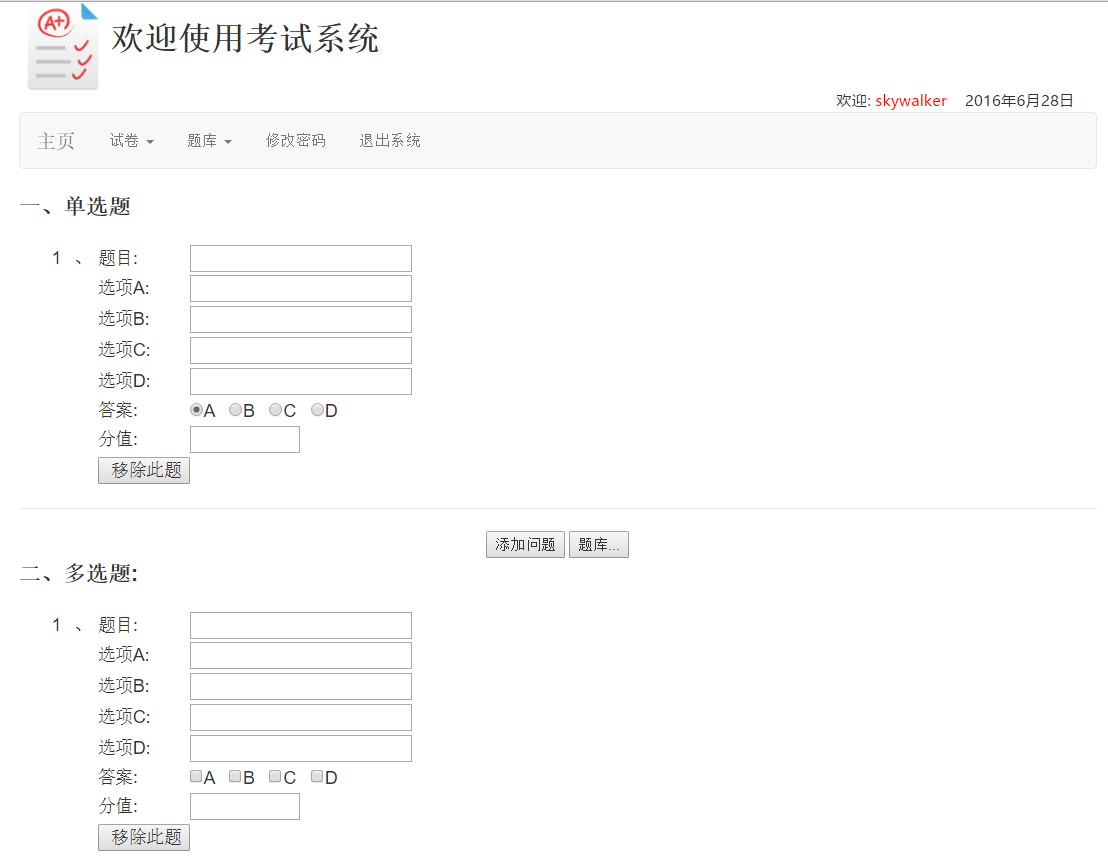 A+
欢迎使用考试系统
欢迎: skywalker 2016年6月28日
主页 试卷 题库 修改密码 退出系统
一、单选题
1 、 题目:
选项A:
选项B:
选项C:
选项D:
答案: A B C D
分值:
移除此题
添加问题 题库...
二、多选题:
1 、 题目:
选项A:
选项B:
选项C:
选项D:
答案: A B C D
分值:
移除此题